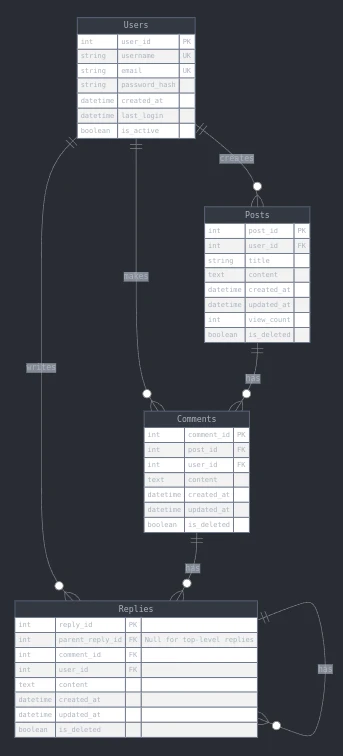 Users
int user_id PK
string username UK
string email UK
string password_hash
datetime created_at
datetime last_login
boolean is_active
creates
Posts
int post_id PK
int user_id FK
string title
text content
datetime created_at
datetime updated_at
int view_count
boolean is_deleted
makes
writes
has
Comments
int comment_id PK
int post_id FK
int user_id FK
text content
datetime created_at
datetime updated_at
boolean is_deleted
has
Replies
int reply_id PK
int parent_reply_id FK Null for top-level replies
int comment_id FK
int user_id FK
text content
datetime created_at
datetime updated_at
boolean is_deleted
has